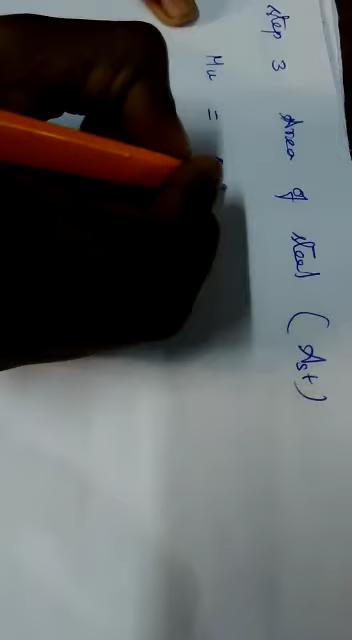 step 3 Area of steel (Ast)
Mu =